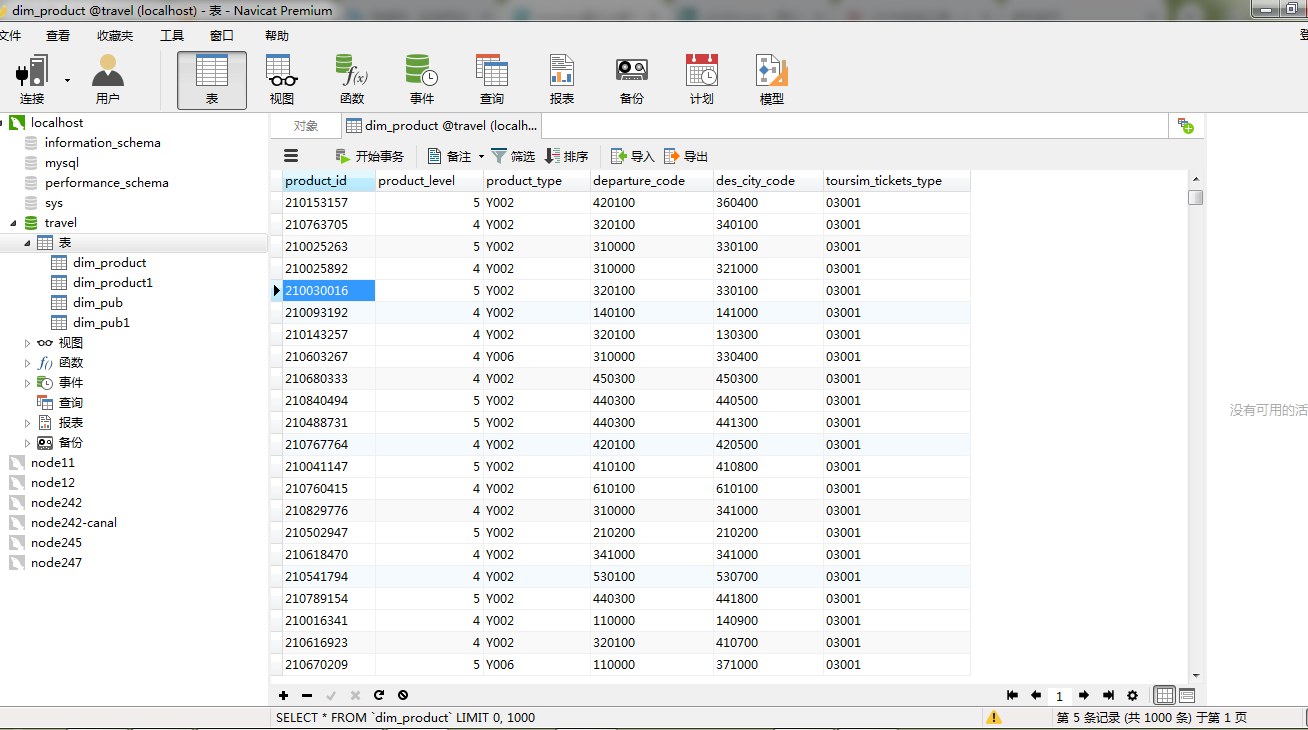 dim_product @travel (localhost) - 表 - Navicat Premium
文件 查看 收藏夹 工具 窗口 帮助
连接 用户 表 视图 函数 事件 查询 报表 备份 计划 模型
localhost
information_schema
mysql
performance_schema
sys
travel
表
dim_product
dim_product1
dim_pub
dim_pub1
视图
函数
事件
查询
报表
备份
node11
node12
node242
node242-canal
node245
node247
对象 dim_product @travel (localh...
开始事务 备注 筛选 排序 导入 导出
product_id product_level product_type departure_code des_city_code toursim_tickets_type
210153157 5 Y002 420100 360400 03001
210763705 4 Y002 320100 340100 03001
210025263 5 Y002 310000 330100 03001
210025892 4 Y002 310000 321000 03001
210030016 5 Y002 320100 330100 03001
210093192 4 Y002 140100 141000 03001
210143257 4 Y002 320100 130300 03001
210603267 4 Y006 310000 330400 03001
210680333 4 Y002 450300 450300 03001
210840494 5 Y002 440300 440500 03001
210488731 5 Y002 440300 441300 03001
210767764 4 Y002 420100 420500 03001
210041147 5 Y002 410100 410800 03001
210760415 4 Y002 610100 610100 03001
210829776 4 Y002 310000 341000 03001
210502947 5 Y002 210200 210200 03001
210618470 4 Y002 341000 341000 03001
210541794 4 Y002 530100 530700 03001
210789154 5 Y002 440300 441800 03001
210016341 4 Y002 110000 140900 03001
210616923 4 Y002 320100 410700 03001
210670209 5 Y006 110000 371000 03001
没有可用的活
1
SELECT * FROM `dim_product` LIMIT 0, 1000
第 5 条记录 (共 1000 条) 于第 1 页